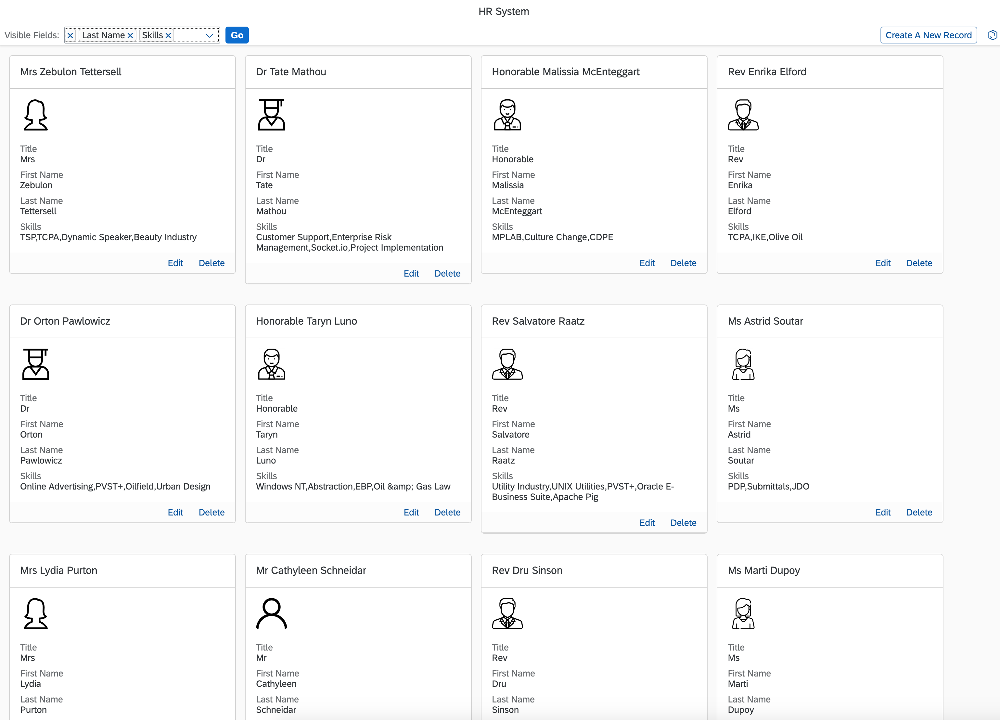 HR System
Visible Fields:
Last Name
Skills
Go
Create A New Record
Mrs Zebulon Tettersell
Title
Mrs
First Name
Zebulon
Last Name
Tettersell
Skills
TSP,TCPA,Dynamic Speaker,Beauty Industry
Edit Delete
Dr Tate Mathou
Title
Dr
First Name
Tate
Last Name
Mathou
Skills
Customer Support,Enterprise Risk
Management,Socket.io,Project Implementation
Edit Delete
Honorable Malissia McEnteggart
Title
Honorable
First Name
Malissia
Last Name
McEnteggart
Skills
MPLAB,Culture Change,CDPE
Edit Delete
Rev Enrika Elford
Title
Rev
First Name
Enrika
Last Name
Elford
Skills
TCPA,IKE,Olive Oil
Edit Delete
Dr Orton Pawlowicz
Title
Dr
First Name
Orton
Last Name
Pawlowicz
Skills
Online Advertising,PVST+,Oilfield,Urban Design
Edit Delete
Honorable Taryn Luno
Title
Honorable
First Name
Taryn
Last Name
Luno
Skills
Windows NT,Abstraction,EBP,Oil &amp; Gas Law
Edit Delete
Rev Salvatore Raatz
Title
Rev
First Name
Salvatore
Last Name
Raatz
Skills
Utility Industry,UNIX Utilities,PVST+,Oracle E-
Business Suite,Apache Pig
Edit Delete
Ms Astrid Soutar
Title
Ms
First Name
Astrid
Last Name
Soutar
Skills
PDP,Submittals,JDO
Edit Delete
Mrs Lydia Purton
Title
Mrs
First Name
Lydia
Last Name
Purton
Mr Cathyleen Schneidar
Title
Mr
First Name
Cathyleen
Last Name
Schneidar
Rev Dru Sinson
Title
Rev
First Name
Dru
Last Name
Sinson
Ms Marti Dupoy
Title
Ms
First Name
Marti
Last Name
Dupoy